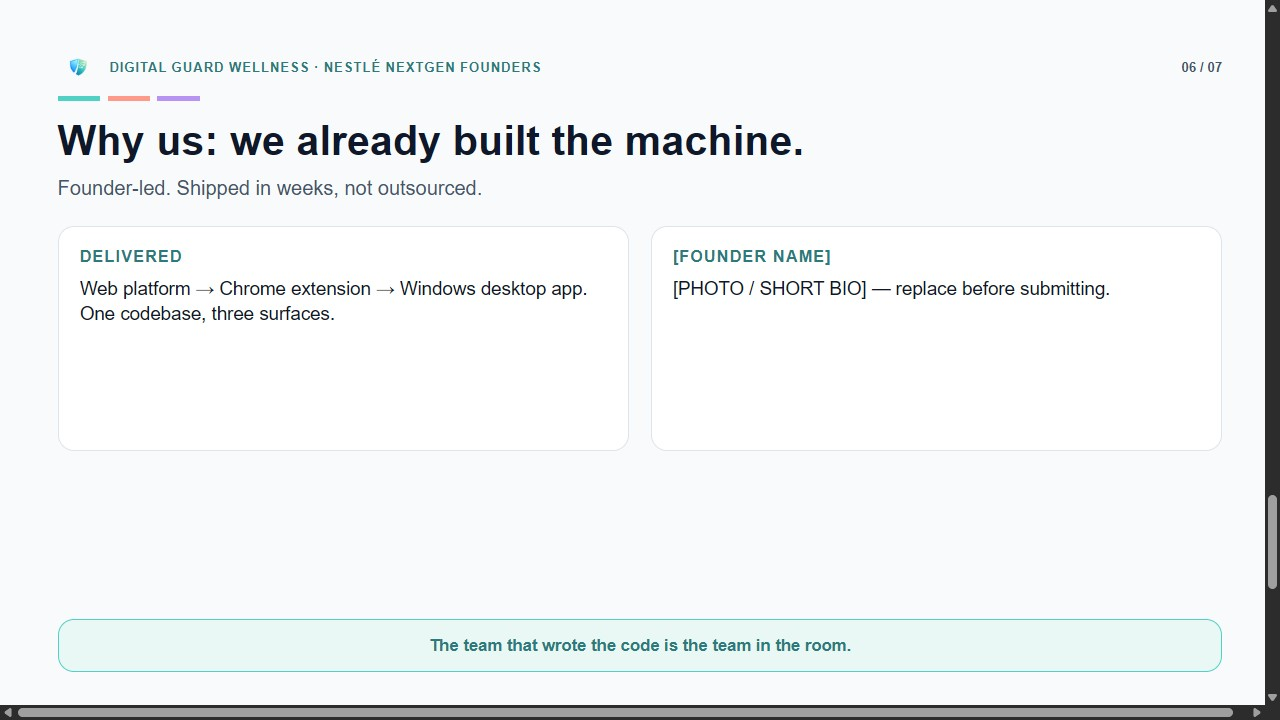 DIGITAL GUARD WELLNESS · NESTLÉ NEXTGEN FOUNDERS
06 / 07
Why us: we already built the machine.
Founder-led. Shipped in weeks, not outsourced.
DELIVERED
Web platform → Chrome extension → Windows desktop app.
One codebase, three surfaces.
[FOUNDER NAME]
[PHOTO / SHORT BIO] — replace before submitting.
The team that wrote the code is the team in the room.